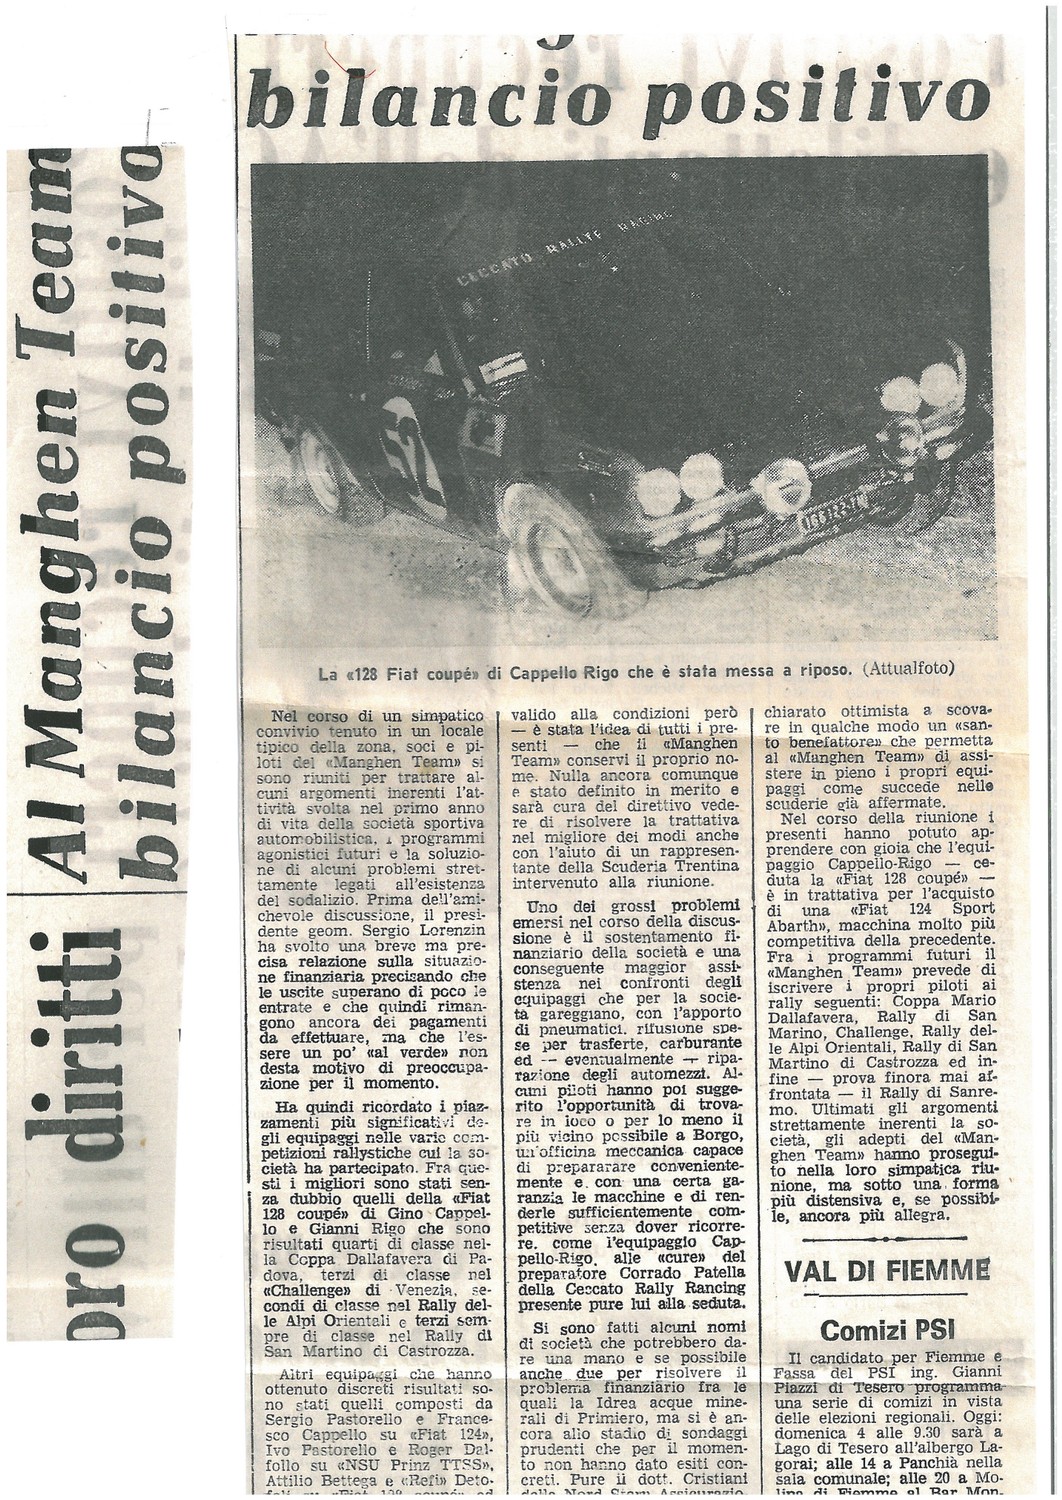 Al Manghen Team
bilancio positivo
pro diritti
bilancio positivo
CECCATO RALLYE RACING
La «128 Fiat coupé» di Cappello Rigo che è stata messa a riposo. (Attualfoto)
Nel corso di un simpatico
convivio tenuto in un locale
tipico della zona, soci e pi-
loti del «Manghen Team» si
sono riuniti per trattare al-
cuni argomenti inerenti l'at-
tività svolta nel primo anno
di vita della società sportiva
automobilistica, i programmi
agonistici futuri e la soluzio-
ne di alcuni problemi stret-
tamente legati all'esistenza
del sodalizio. Prima dell'ami-
chevole discussione, il presi-
dente geom. Sergio Lorenzin
ha svolto una breve ma pre-
cisa relazione sulla situazio-
ne finanziaria precisando che
le uscite superano di poco le
entrate e che quindi riman-
gono ancora dei pagamenti
da effettuare, ma che l'es-
sere un po' «al verde» non
desta motivo di preoccupa-
zione per il momento.
Ha quindi ricordato i piaz-
zamenti più significativi de-
gli equipaggi nelle varie com-
petizioni rallystiche cui la so-
cietà ha partecipato. Fra que-
sti i migliori sono stati sen-
za dubbio quelli della «Fiat
128 coupé» di Gino Cappel-
lo e Gianni Rigo che sono
risultati quarti di classe nel-
la Coppa Dallafavera di Pa-
dova, terzi di classe nel
«Challenge» di Venezia, se-
condi di classe nel Rally del-
le Alpi Orientali e terzi sem-
pre di classe nel Rally di
San Martino di Castrozza.
Altri equipaggi che hanno
ottenuto discreti risultati so-
no stati quelli composti da
Sergio Pastorello e France-
sco Cappello su «Fiat 124»,
Ivo Pastorello e Roger Dal-
follo su «NSU Prinz TTSS»,
Attilio Bettega e «Refi» Deto-
valido alla condizioni però
— è stata l'idea di tutti i pre-
senti — che il «Manghen
Team» conservi il proprio no-
me. Nulla ancora comunque
è stato definito in merito e
sarà cura del direttivo vede-
re di risolvere la trattativa
nel migliore dei modi anche
con l'aiuto di un rappresen-
tante della Scuderia Trentina
intervenuto alla riunione.
Uno dei grossi problemi
emersi nel corso della discus-
sione è il sostentamento fi-
nanziario della società e una
conseguente maggior assi-
stenza nei confronti degli
equipaggi che per la socie-
tà gareggiano, con l'apporto
di pneumatici, rifusione spe-
se per trasferte, carburante
ed — eventualmente — ripa-
razione degli automezzi. Al-
cuni piloti hanno poi sugge-
rito l'opportunità di trova-
re in loco o per lo meno il
più vicino possibile a Borgo,
un'officina meccanica capace
di prepararare conveniente-
mente e con una certa ga-
ranzia le macchine e di ren-
derle sufficientemente com-
petitive senza dover ricorre-
re, come l'equipaggio Cap-
pello-Rigo, alle «cure» del
preparatore Corrado Patella
della Ceccato Rally Rancing
presente pure lui alla seduta.
Si sono fatti alcuni nomi
di società che potrebbero da-
re una mano e se possibile
anche due per risolvere il
problema finanziario fra le
quali la Idrea acque mine-
rali di Primiero, ma si è an-
cora allo stadio di sondaggi
prudenti che per il momen-
to non hanno dato esiti con-
creti. Pure il dott. Cristiani
chiarato ottimista a scova-
re in qualche modo un «san-
to benefattore» che permetta
al «Manghen Team» di assi-
stere in pieno i propri equi-
paggi come succede nelle
scuderie già affermate.
Nel corso della riunione i
presenti hanno potuto ap-
prendere con gioia che l'equi-
paggio Cappello-Rigo — ce-
duta la «Fiat 128 coupé» —
è in trattativa per l'acquisto
di una «Fiat 124 Sport
Abarth», macchina molto più
competitiva della precedente.
Fra i programmi futuri il
«Manghen Team» prevede di
iscrivere i propri piloti ai
rally seguenti: Coppa Mario
Dallafavera, Rally di San
Marino, Challenge, Rally del-
le Alpi Orientali, Rally di San
Martino di Castrozza ed in-
fine — prova finora mai af-
frontata — il Rally di Sanre-
mo. Ultimati gli argomenti
strettamente inerenti la so-
cietà, gli adepti del «Man-
ghen Team» hanno prosegui-
to nella loro simpatica riu-
nione, ma sotto una forma
più distensiva e, se possibi-
le, ancora più allegra.
VAL DI FIEMME
Comizi PSI
Il candidato per Fiemme e
Fassa del PSI ing. Gianni
Piazzi di Tesero programma
una serie di comizi in vista
delle elezioni regionali. Oggi:
domenica 4 alle 9.30 sarà a
Lago di Tesero all'albergo La-
gorai; alle 14 a Panchià nella
sala comunale; alle 20 a Mo-
lina di Fiemme al Bar Mon-